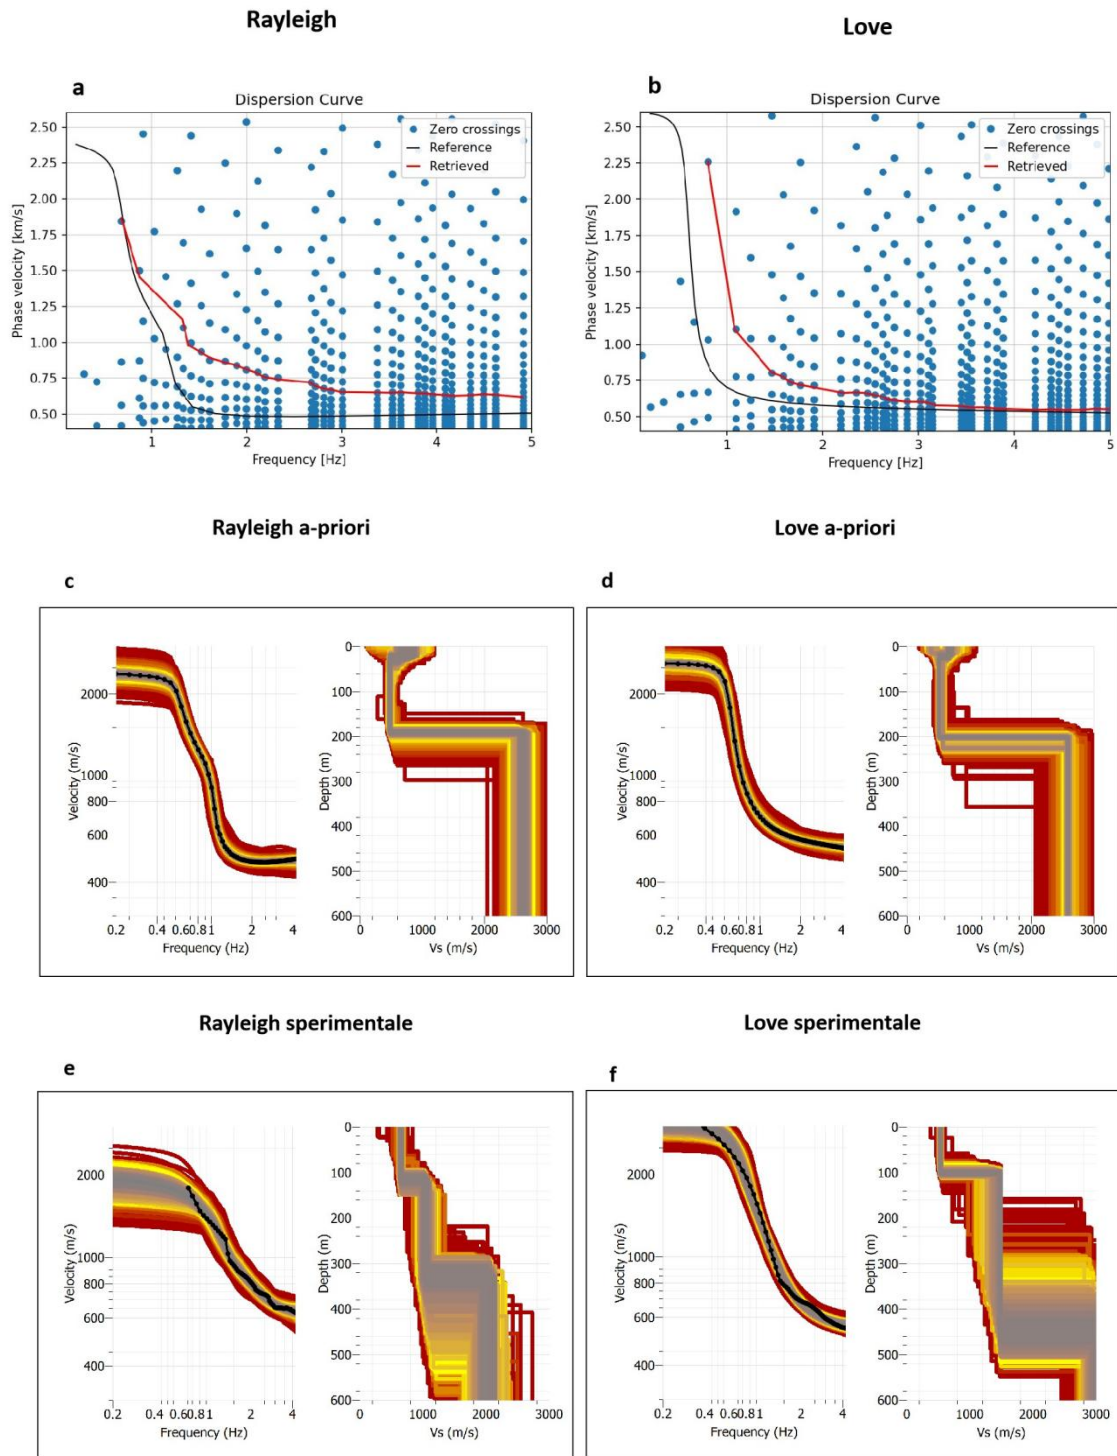 Rayleigh
Love
a
Dispersion Curve
Zero crossings
Reference
Retrieved
2.50
2.25
2.00
1.75
1.50
1.25
1.00
0.75
0.50
Phase velocity [km/s]
1 2 3 4 5
Frequency [Hz]
b
Dispersion Curve
Zero crossings
Reference
Retrieved
2.50
2.25
2.00
1.75
1.50
1.25
1.00
0.75
0.50
Phase velocity [km/s]
1 2 3 4 5
Frequency [Hz]
Rayleigh a-priori
Love a-priori
c
2000
1000
800
600
400
Velocity (m/s)
0.2 0.4 0.60.81 2 4
Frequency (Hz)
0
100
200
300
400
500
600
Depth (m)
0 1000 2000 3000
Vs (m/s)
d
2000
1000
800
600
400
Velocity (m/s)
0.2 0.4 0.60.81 2 4
Frequency (Hz)
0
100
200
300
400
500
600
Depth (m)
0 1000 2000 3000
Vs (m/s)
Rayleigh sperimentale
Love sperimentale
e
2000
1000
800
600
400
Velocity (m/s)
0.2 0.4 0.60.81 2 4
Frequency (Hz)
0
100
200
300
400
500
600
Depth (m)
0 1000 2000 3000
Vs (m/s)
f
2000
1000
800
600
400
Velocity (m/s)
0.2 0.4 0.60.81 2 4
Frequency (Hz)
0
100
200
300
400
500
600
Depth (m)
0 1000 2000 3000
Vs (m/s)